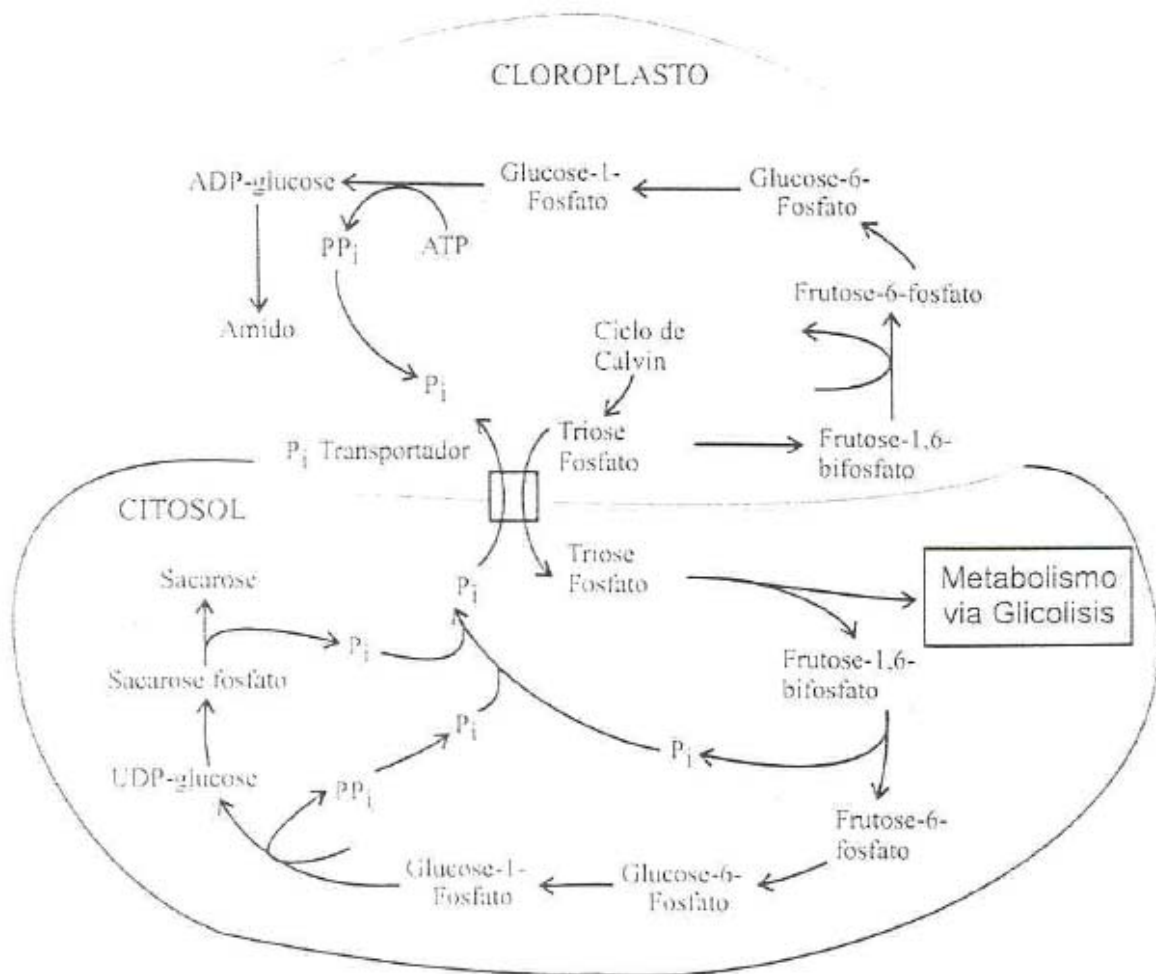 CLOROPLASTO
ADP-glucose
Glucose-1-
Fosfato
Glucose-6-
Fosfato
PPi
ATP
Frutose-6-fosfato
Amido
Ciclo de
Calvin
Pi
Pi Transportador
Triose
Fosfato
Frutose-1,6-
bifosfato
CITOSOL
Triose
Fosfato
Metabolismo
via Glicolisis
Sacarose
Pi
Pi
Sacarose fosfato
Frutose-1,6-
bifosfato
Pi
Pi
UDP-glucose
PPi
Frutose-6-
fosfato
Glucose-1-
Fosfato
Glucose-6-
Fosfato